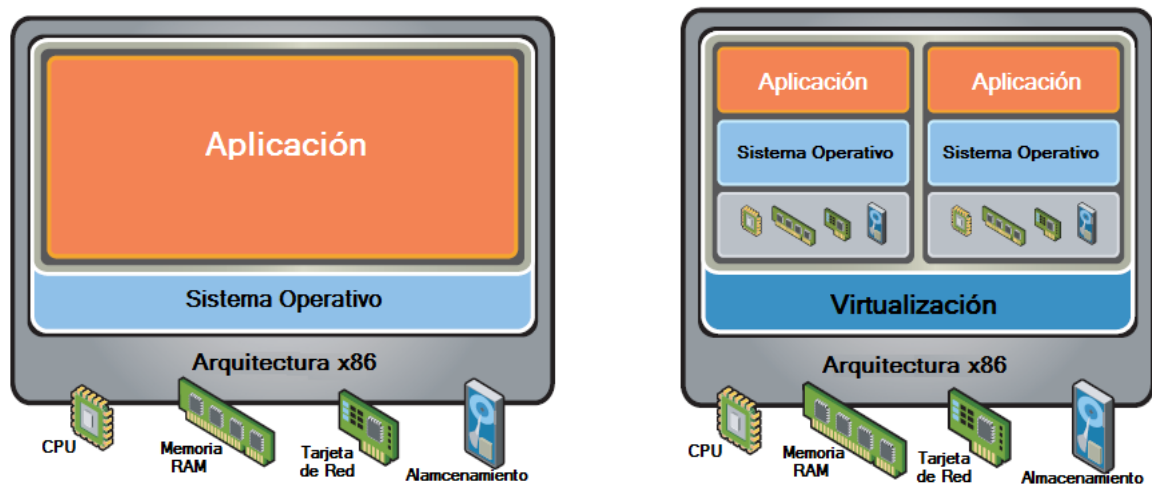 Aplicación
Sistema Operativo
Arquitectura x86
CPU
Memoria
RAM
Tarjeta
de Red
Alamcenamiento
Aplicación
Aplicación
Sistema Operativo
Sistema Operativo
Virtualización
Arquitectura x86
CPU
Memoria
RAM
Tarjeta
de Red
Almacenamiento